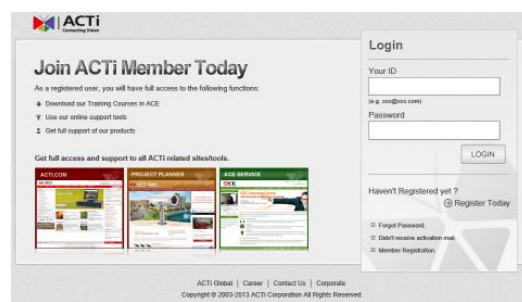 ACTi
Connecting Vision
Join ACTi Member Today
As a registered user, you will have full access to the following functions:
Download our Training Courses in ACE
Use our online support tools
Get full support of our products
Get full access and support to all ACTi related sites/tools.
ACTI.COM
PROJECT PLANNER
ACE SERVICE
Login
Your ID
(e.g. xxx@xxx.com)
Password
LOGIN
Haven't Registered yet ?
Register Today
Forgot Password.
Didn't receive activation mail.
Member Registration.
ACTi Global | Career | Contact Us | Corporate
Copyright © 2003-2013 ACTi Corporation All Rights Reserved